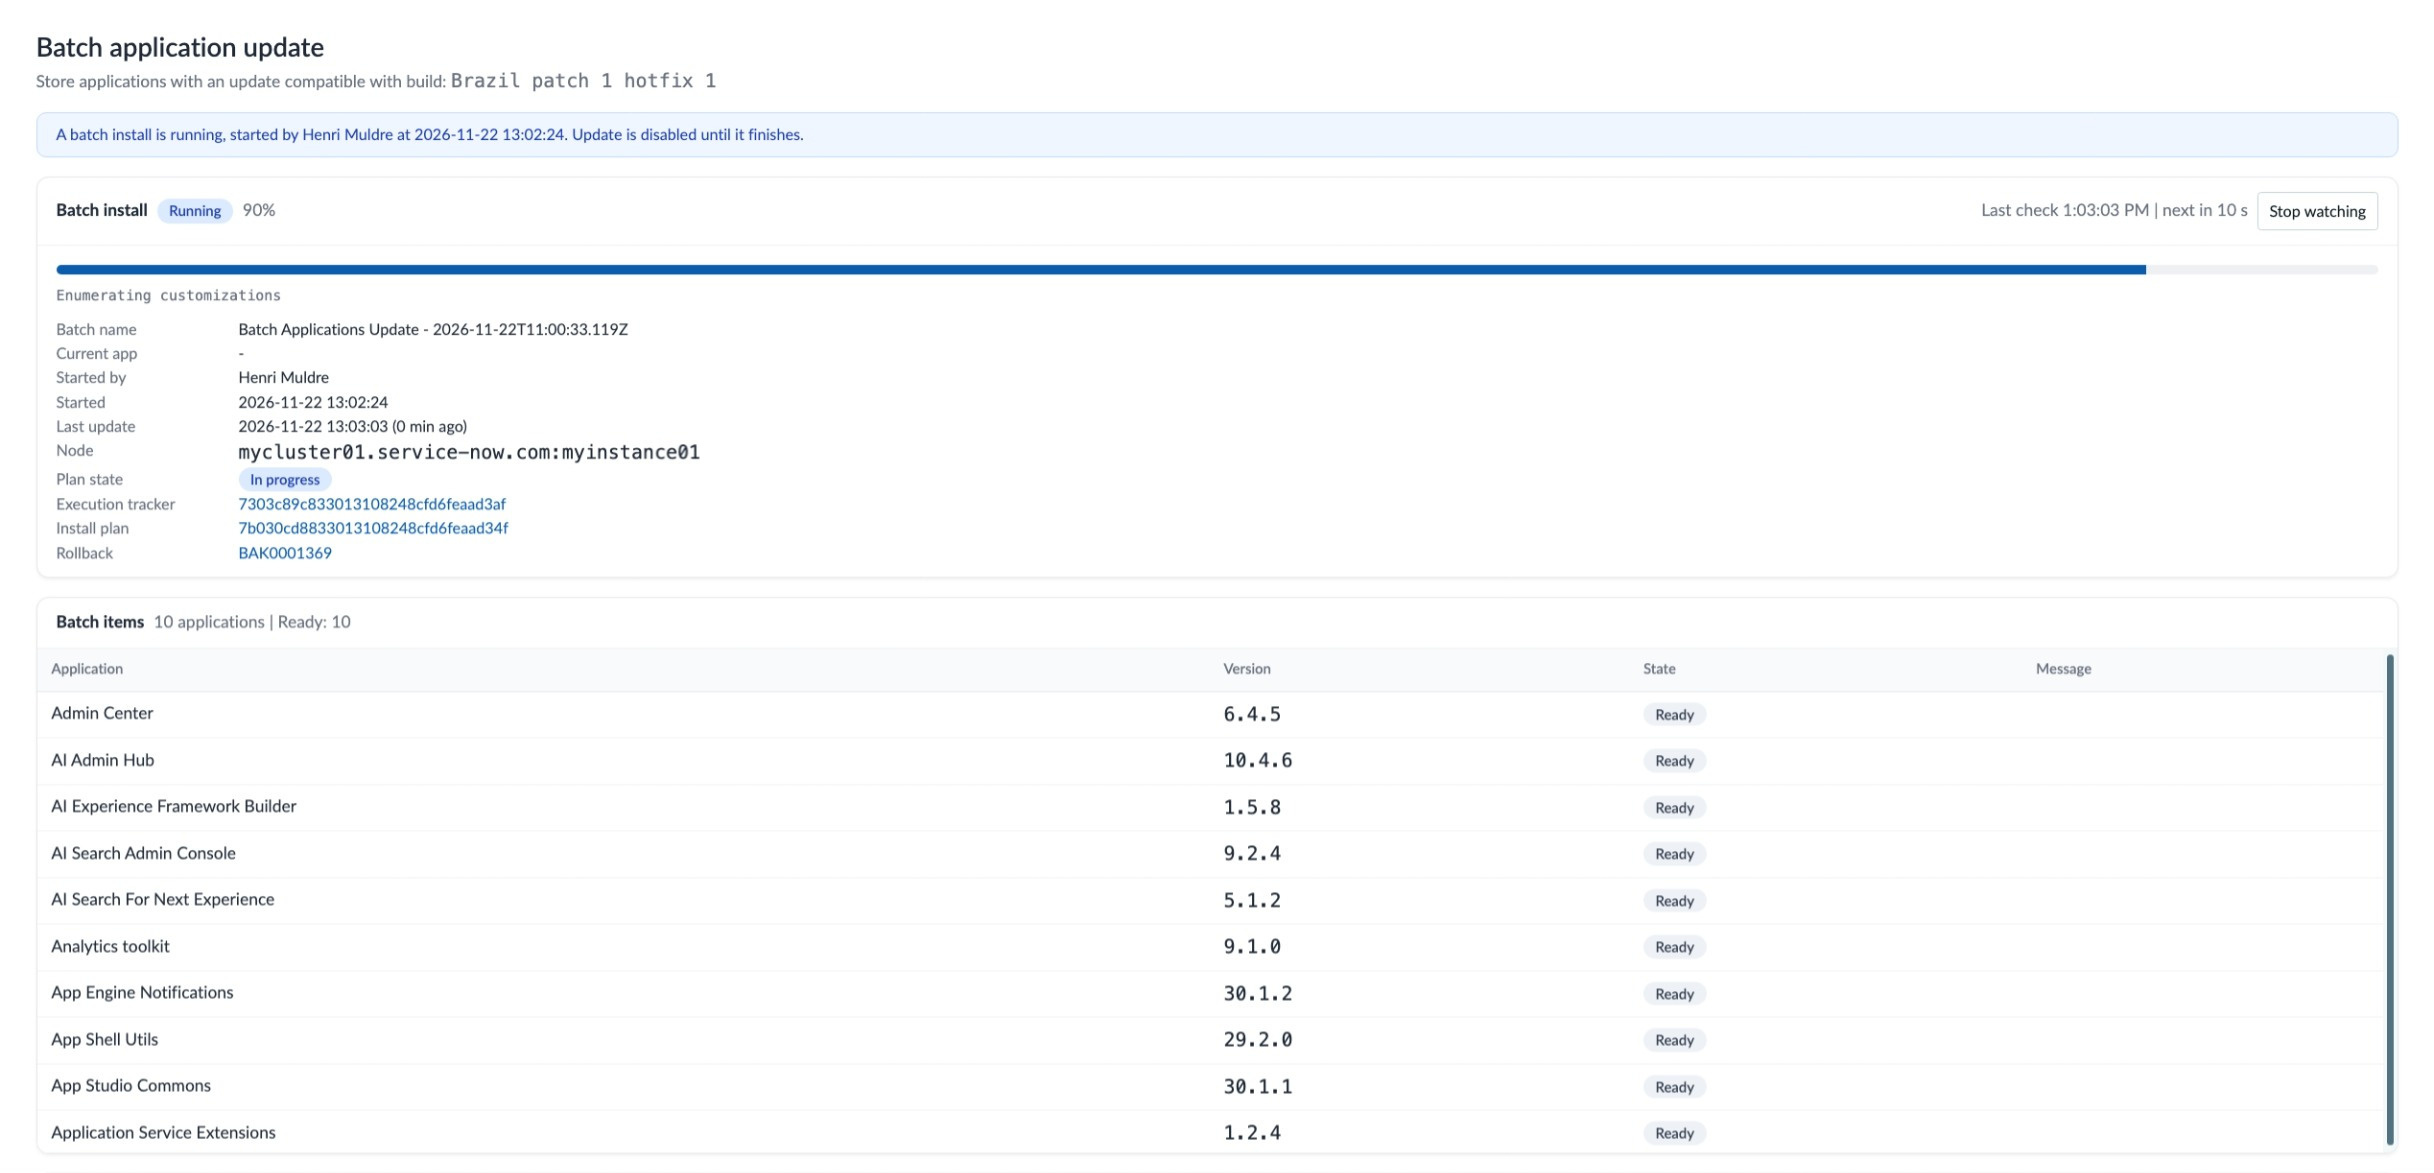 Batch application update
Store applications with an update compatible with build: Brazil patch 1 hotfix 1
A batch install is running, started by Henri Muldre at 2026-11-22 13:02:24. Update is disabled until it finishes.
Batch install Running 90% Last check 1:03:03 PM | next in 10 s Stop watching
Enumerating customizations
Batch name Batch Applications Update - 2026-11-22T11:00:33.119Z
Current app -
Started by Henri Muldre
Started 2026-11-22 13:02:24
Last update 2026-11-22 13:03:03 (0 min ago)
Node mycluster01.service-now.com:myinstance01
Plan state In progress
Execution tracker 7303c89c833013108248cfd6feaad3af
Install plan 7b030cd8833013108248cfd6feaad34f
Rollback BAK0001369
Batch items 10 applications | Ready: 10
Application Version State Message
Admin Center 6.4.5 Ready
AI Admin Hub 10.4.6 Ready
AI Experience Framework Builder 1.5.8 Ready
AI Search Admin Console 9.2.4 Ready
AI Search For Next Experience 5.1.2 Ready
Analytics toolkit 9.1.0 Ready
App Engine Notifications 30.1.2 Ready
App Shell Utils 29.2.0 Ready
App Studio Commons 30.1.1 Ready
Application Service Extensions 1.2.4 Ready